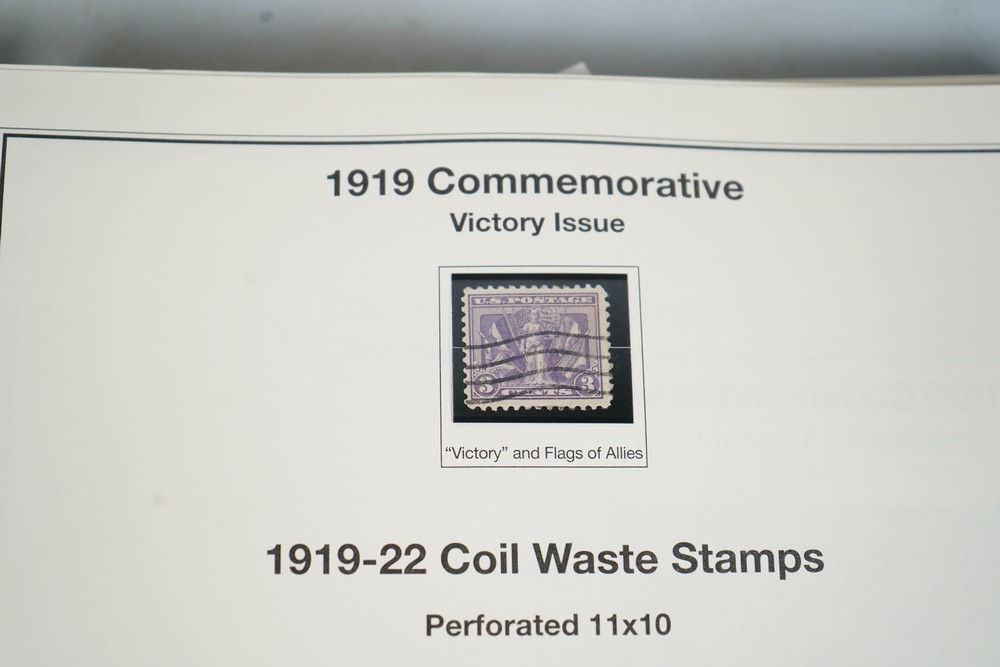 1919 Commemorative
Victory Issue
U.S. POSTAGE
3 CENTS 3
“Victory” and Flags of Allies
1919-22 Coil Waste Stamps
Perforated 11x10